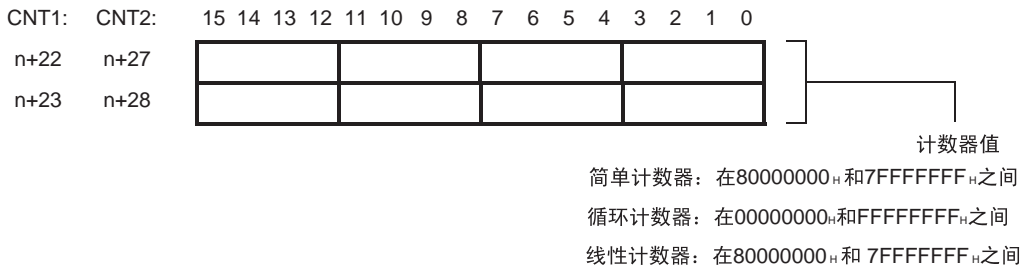 CNT1: CNT2: 15 14 13 12 11 10 9 8 7 6 5 4 3 2 1 0
n+22 n+27
n+23 n+28
计数器值
简单计数器：在80000000H和7FFFFFFFH之间
循环计数器：在00000000H和FFFFFFFFH之间
线性计数器：在80000000H和 7FFFFFFFH之间